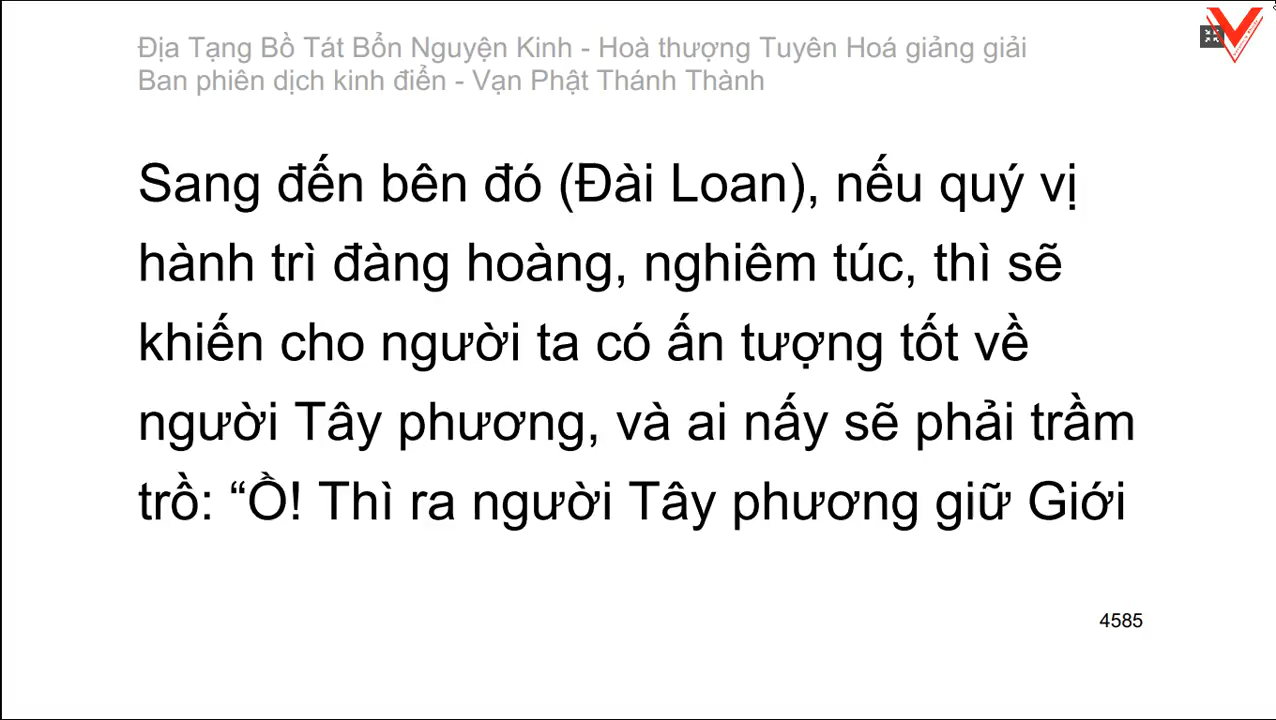 Địa Tạng Bồ Tát Bổn Nguyện Kinh - Hoà thượng Tuyên Hoá giảng giải
Ban phiên dịch kinh điển - Vạn Phật Thánh Thành
Sang đến bên đó (Đài Loan), nếu quý vị
hành trì đàng hoàng, nghiêm túc, thì sẽ
khiến cho người ta có ấn tượng tốt về
người Tây phương, và ai nấy sẽ phải trầm
trồ: “Ồ! Thì ra người Tây phương giữ Giới
4585